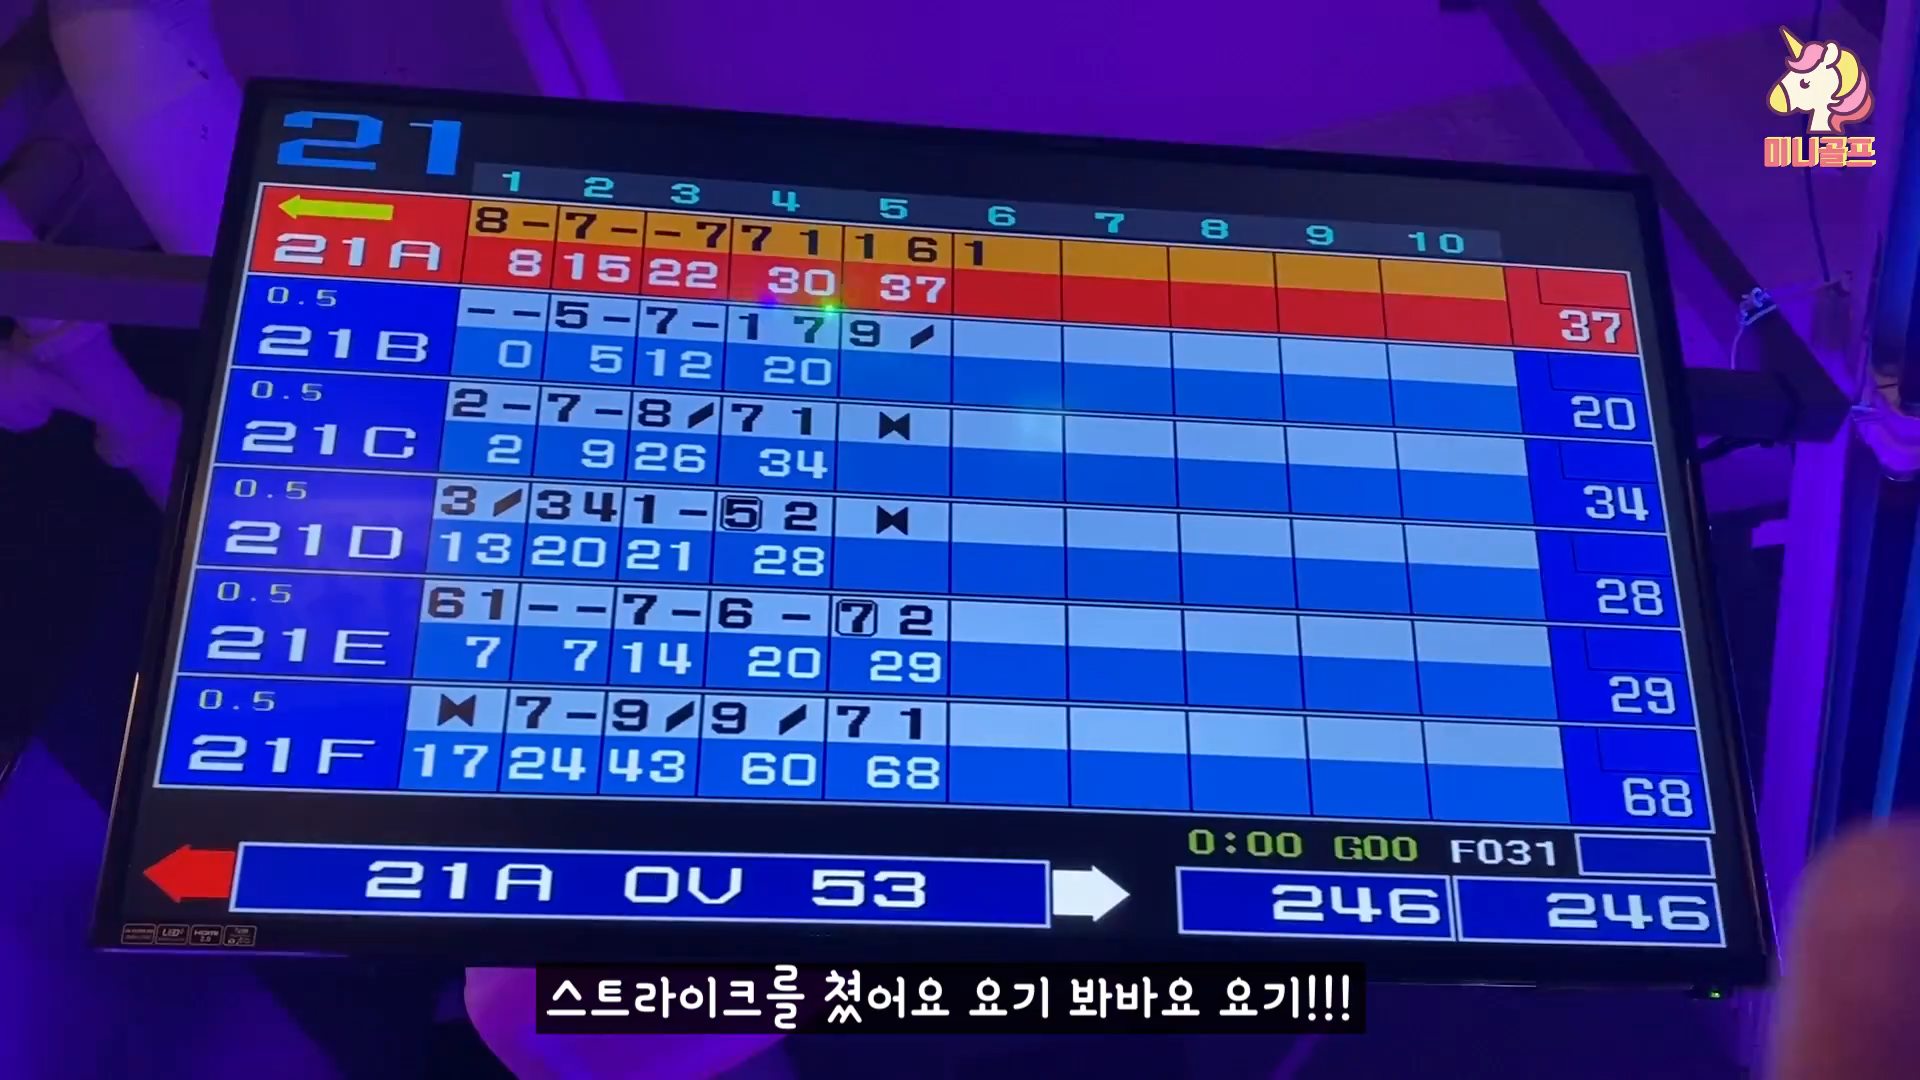 미니골프
21
1 2 3 4 5 6 7 8 9 10
8 - 7 - - 7 7 1 1 6 1
21A 8 15 22 30 37 37
0.5 - - 5 - 7 - 1 7 9 /
21B 0 5 12 20 20
0.5 2 - 7 - 8 / 7 1 ⧓
21C 2 9 26 34 34
0.5 3 / 3 4 1 - 5 2 ⧓
21D 13 20 21 28 28
0.5 6 1 - - 7 - 6 - 7 2
21E 7 7 14 20 29 29
0.5 ⧓ 7 - 9 / 9 / 7 1
21F 17 24 43 60 68 68
0:00 G00 F031
21A OV 53 246 246
스트라이크를 쳤어요 요기 봐바요 요기!!!